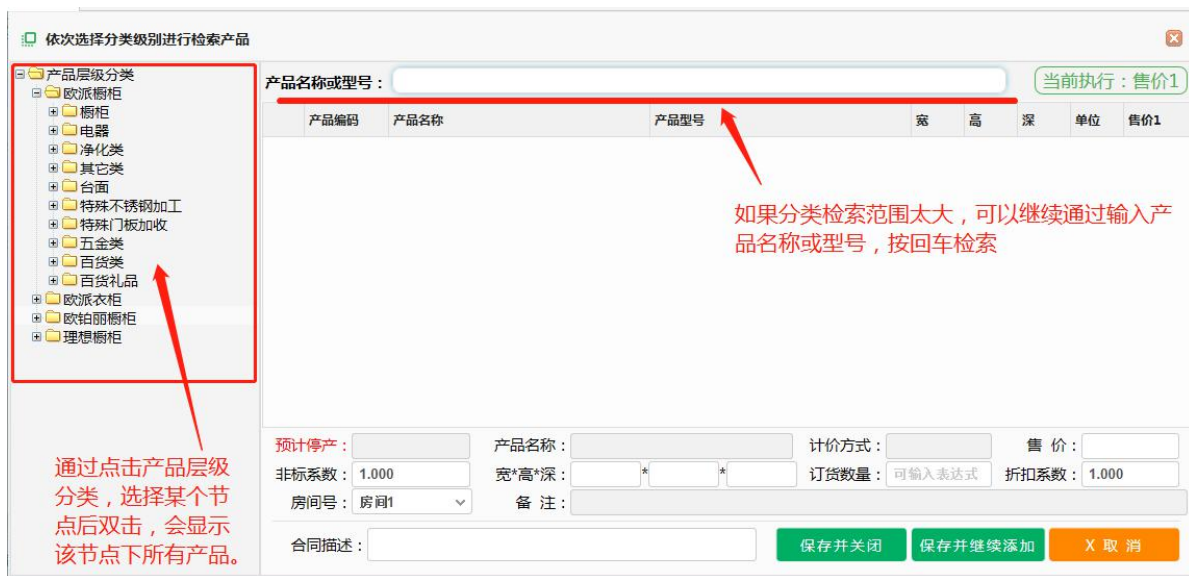 依次选择分类级别进行检索产品
产品层级分类
欧派橱柜
橱柜
电器
净化类
其它类
台面
特殊不锈钢加工
特殊门板加收
五金类
百货类
百货礼品
欧派衣柜
欧铂丽橱柜
理想橱柜
通过点击产品层级
分类，选择某个节
点后双击，会显示
该节点下所有产品。
产品名称或型号： 当前执行：售价1
产品编码 产品名称 产品型号 宽 高 深 单位 售价1
如果分类检索范围太大，可以继续通过输入产
品名称或型号，按回车检索
预计停产： 产品名称： 计价方式： 售 价：
非标系数： 1.000 宽*高*深： * * 订货数量： 可输入表达式 折扣系数： 1.000
房间号： 房间1 备 注：
合同描述： 保存并关闭 保存并继续添加 X 取 消